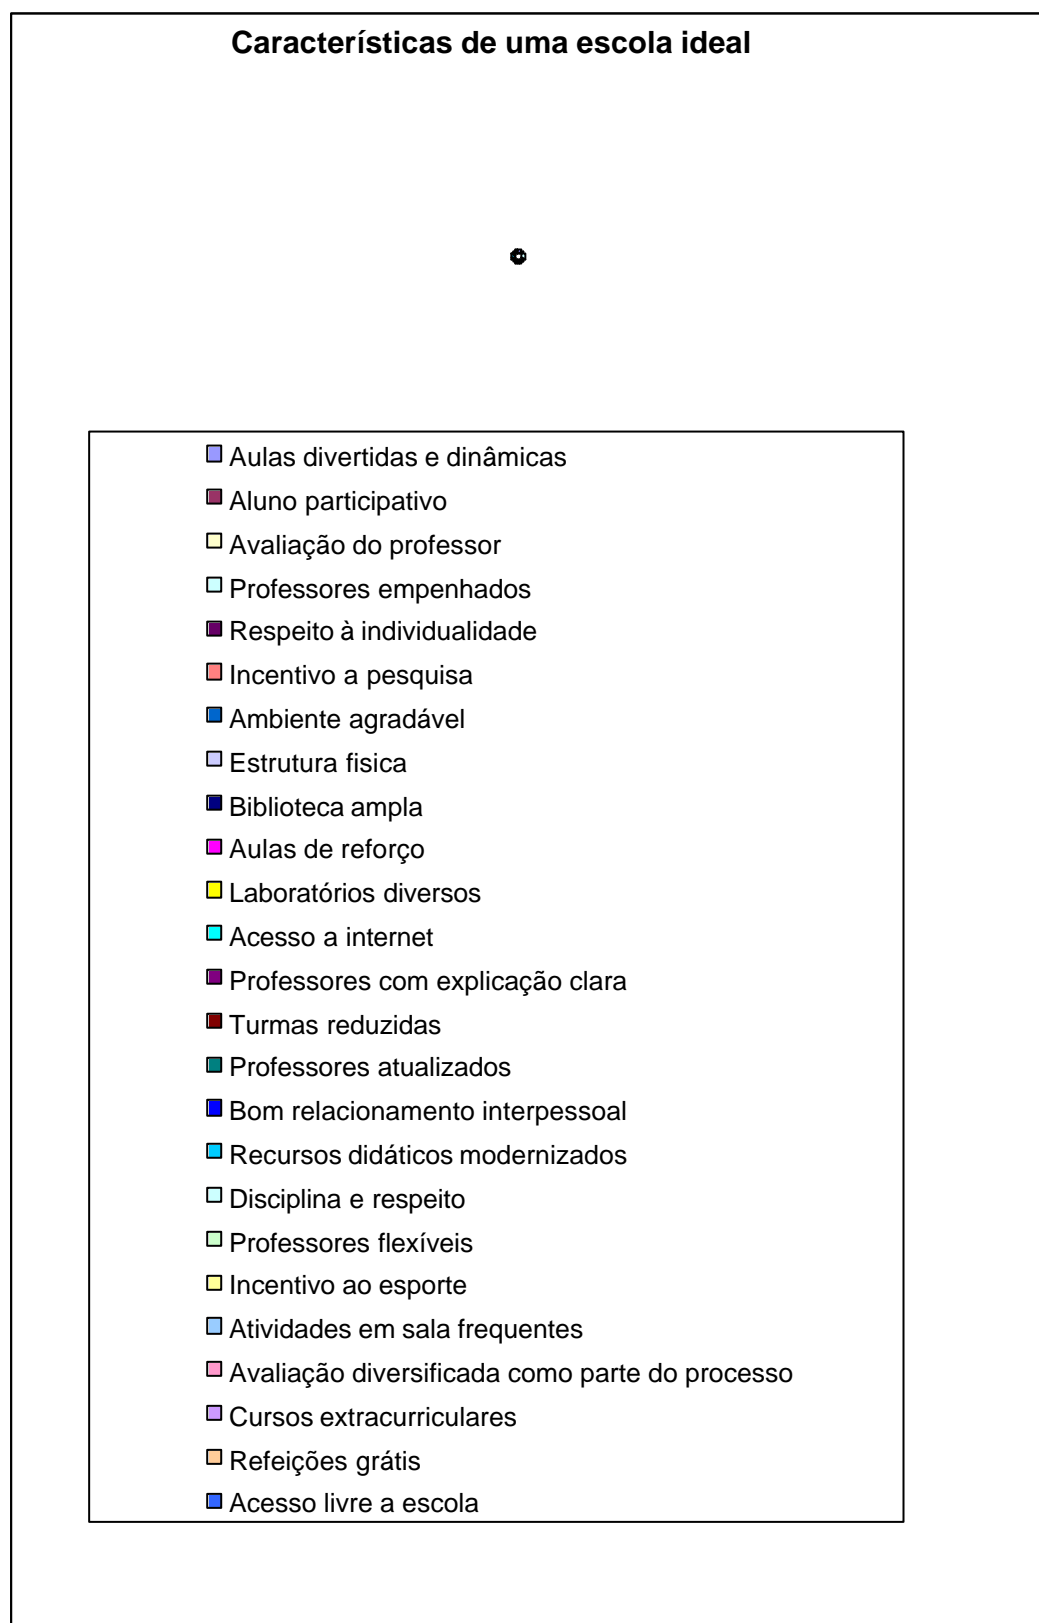 Características de uma escola ideal
Aulas divertidas e dinâmicas
Aluno participativo
Avaliação do professor
Professores empenhados
Respeito à individualidade
Incentivo a pesquisa
Ambiente agradável
Estrutura fisica
Biblioteca ampla
Aulas de reforço
Laboratórios diversos
Acesso a internet
Professores com explicação clara
Turmas reduzidas
Professores atualizados
Bom relacionamento interpessoal
Recursos didáticos modernizados
Disciplina e respeito
Professores flexíveis
Incentivo ao esporte
Atividades em sala frequentes
Avaliação diversificada como parte do processo
Cursos extracurriculares
Refeições grátis
Acesso livre a escola